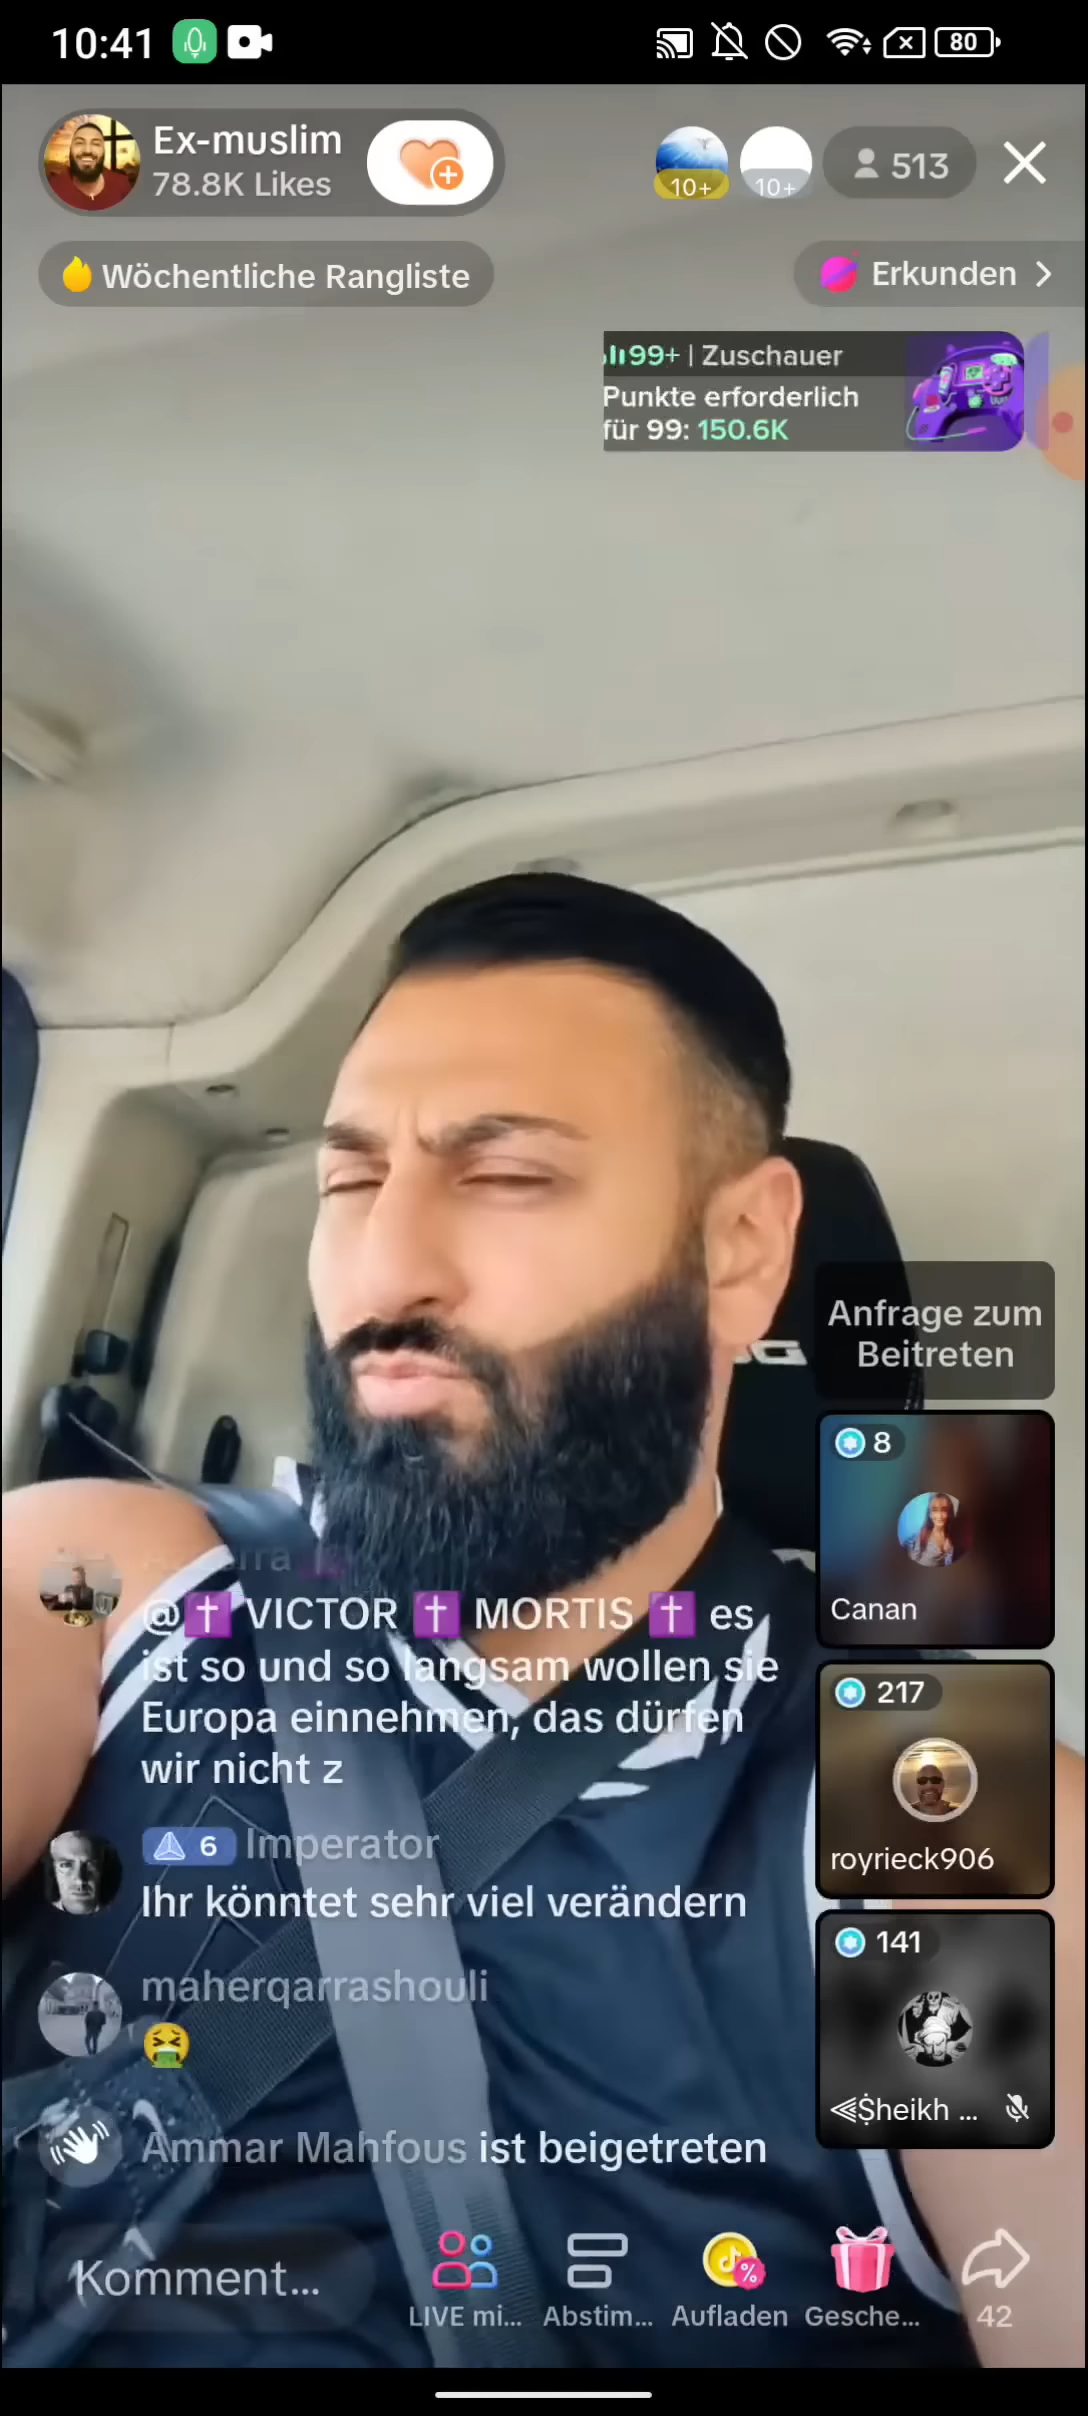 10:41
80
Ex-muslim
78.8K Likes
10+
10+
513
Wöchentliche Rangliste
Erkunden
99+ | Zuschauer
Punkte erforderlich
für 99: 150.6K
Anfrage zum
Beitreten
8
Canan
@✝️ VICTOR ✝️ MORTIS ✝️ es
ist so und so langsam wollen sie
Europa einnehmen, das dürfen
wir nicht z
217
royrieck906
6 Imperator
Ihr könntet sehr viel verändern
141
maherqarrashouli
🤮
⋘Ṩheikh ...
Ammar Mahfous ist beigetreten
Komment...
LIVE mi...
Abstim...
Aufladen
Gesche...
42